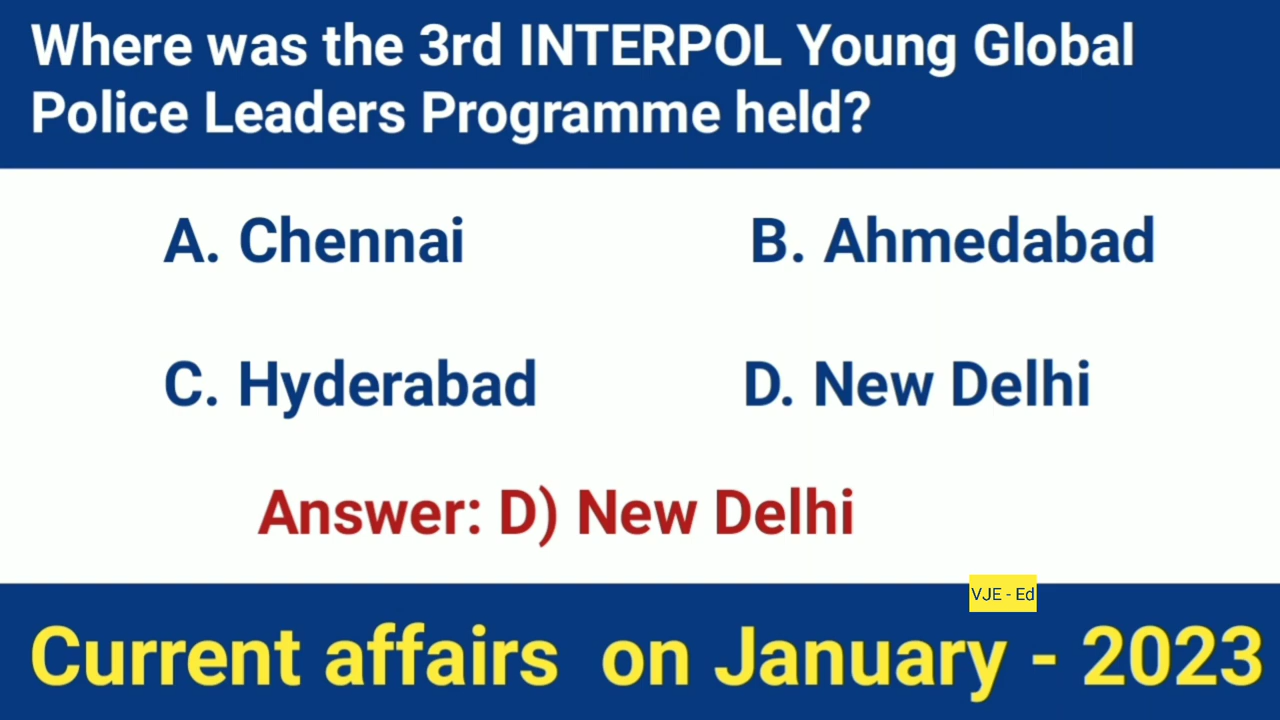 Where was the 3rd INTERPOL Young Global
Police Leaders Programme held?
A. Chennai
B. Ahmedabad
C. Hyderabad
D. New Delhi
Answer: D) New Delhi
VJE - Ed
Current affairs on January - 2023